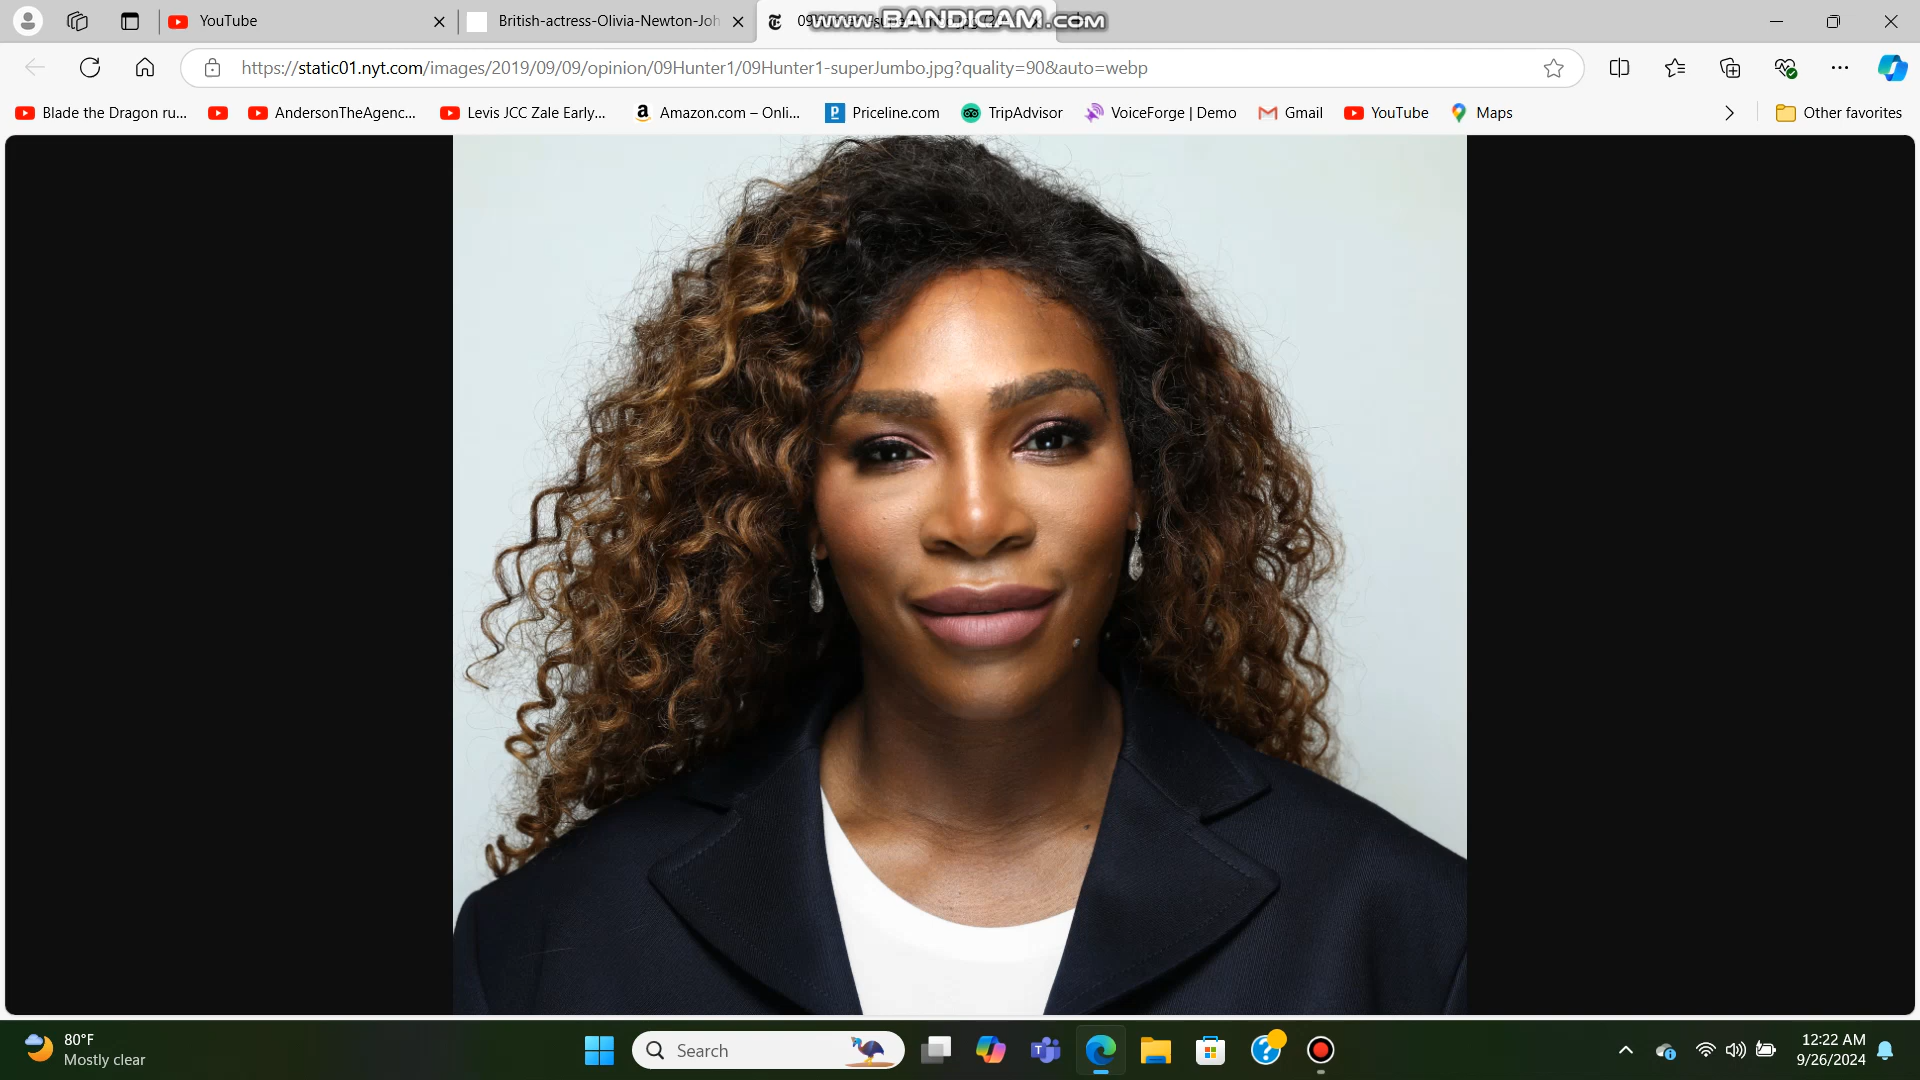 YouTube
British-actress-Olivia-Newton-Joh
www.BANDICAM.com
https://static01.nyt.com/images/2019/09/09/opinion/09Hunter1/09Hunter1-superJumbo.jpg?quality=90&auto=webp
Blade the Dragon ru...
AndersonTheAgenc...
Levis JCC Zale Early...
Amazon.com – Onli...
Priceline.com
TripAdvisor
VoiceForge | Demo
Gmail
YouTube
Maps
Other favorites
80°F
Mostly clear
Search
12:22 AM
9/26/2024